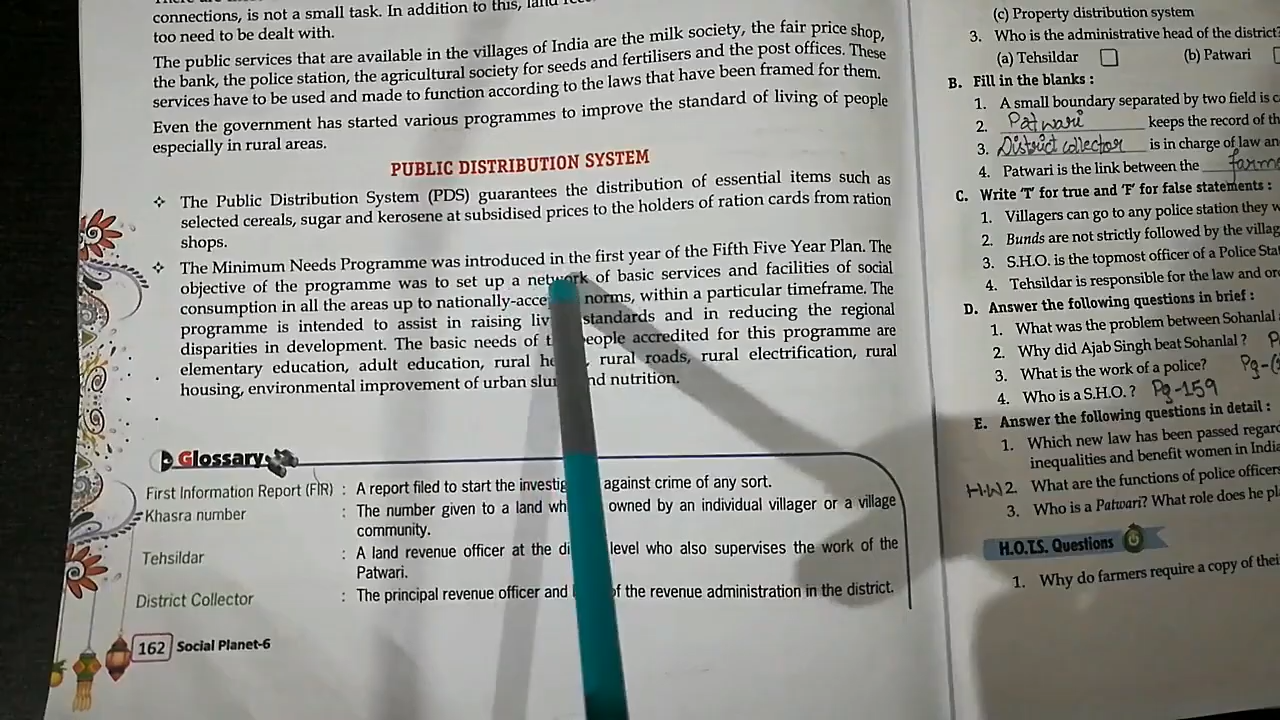 connections, is not a small task. In addition to this, land
too need to be dealt with.
The public services that are available in the villages of India are the milk society, the fair price shop,
the bank, the police station, the agricultural society for seeds and fertilisers and the post offices. These
services have to be used and made to function according to the laws that have been framed for them.
Even the government has started various programmes to improve the standard of living of people
especially in rural areas.
PUBLIC DISTRIBUTION SYSTEM
❖ The Public Distribution System (PDS) guarantees the distribution of essential items such as
selected cereals, sugar and kerosene at subsidised prices to the holders of ration cards from ration
shops.
❖ The Minimum Needs Programme was introduced in the first year of the Fifth Five Year Plan. The
objective of the programme was to set up a network of basic services and facilities of social
consumption in all the areas up to nationally-acce norms, within a particular timeframe. The
programme is intended to assist in raising liv standards and in reducing the regional
disparities in development. The basic needs of t eople accredited for this programme are
elementary education, adult education, rural he , rural roads, rural electrification, rural
housing, environmental improvement of urban slu nd nutrition.
Glossary
First Information Report (FIR) : A report filed to start the investig against crime of any sort.
Khasra number : The number given to a land wh owned by an individual villager or a village
community.
Tehsildar : A land revenue officer at the di level who also supervises the work of the
Patwari.
District Collector : The principal revenue officer and of the revenue administration in the district.
162 Social Planet-6
(c) Property distribution system
3. Who is the administrative head of the district?
(a) Tehsildar (b) Patwari
B. Fill in the blanks :
1. A small boundary separated by two field is c
2. Patwari keeps the record of th
3. District collector is in charge of law an
4. Patwari is the link between the farme
C. Write 'T' for true and 'F' for false statements :
1. Villagers can go to any police station they w
2. Bunds are not strictly followed by the villag
3. S.H.O. is the topmost officer of a Police Stat
4. Tehsildar is responsible for the law and ord
D. Answer the following questions in brief :
1. What was the problem between Sohanlal
2. Why did Ajab Singh beat Sohanlal ? P
3. What is the work of a police? Pg-
4. Who is a S.H.O. ? Pg-159
E. Answer the following questions in detail :
1. Which new law has been passed regard
inequalities and benefit women in India
H.W 2. What are the functions of police officers
3. Who is a Patwari? What role does he pl
H.O.T.S. Questions
1. Why do farmers require a copy of thei